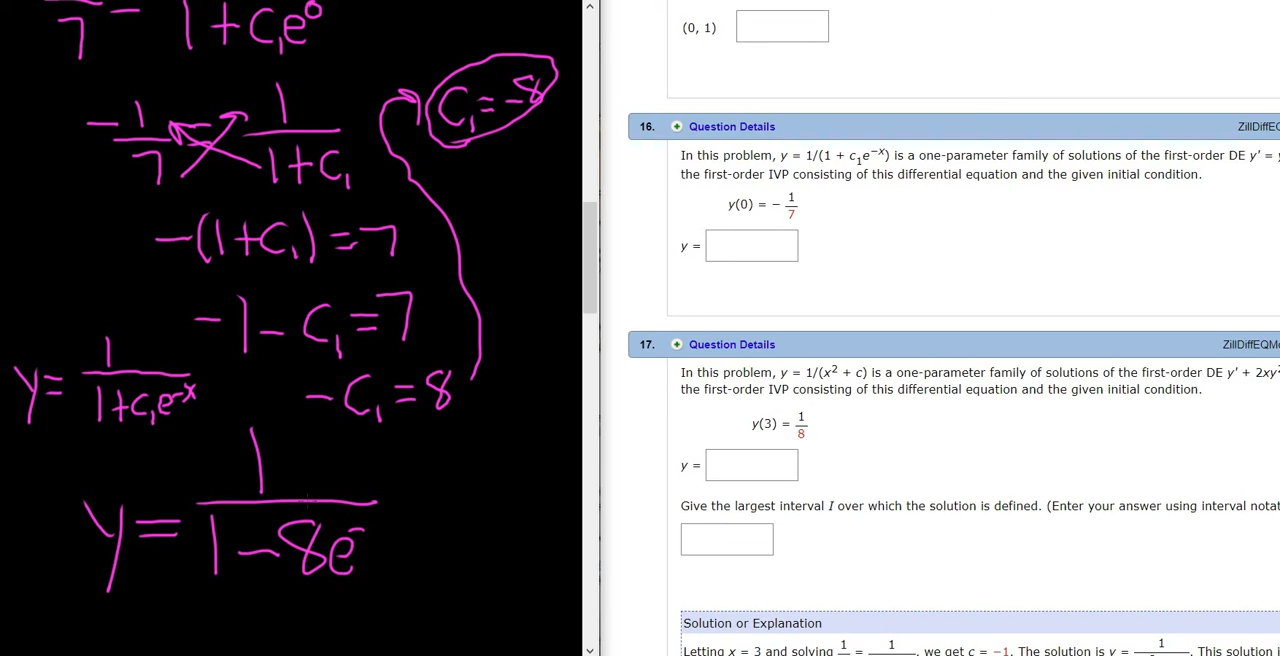 1/7 = 1 + C₁e⁰
C₁ = -8
-1/7 1/(1 + C₁)
-(1 + C₁) = 7
-1 - C₁ = 7
y = 1/(1 + C₁e⁻ˣ)
-C₁ = 8
y = 1/(1 - 8e⁻
(0, 1)
16. Question Details ZillDiffEQ
In this problem, y = 1/(1 + c₁e⁻ˣ) is a one-parameter family of solutions of the first-order DE y′ =
the first-order IVP consisting of this differential equation and the given initial condition.
y(0) = - 1/7
y =
17. Question Details ZillDiffEQM
In this problem, y = 1/(x² + c) is a one-parameter family of solutions of the first-order DE y′ + 2xy²
the first-order IVP consisting of this differential equation and the given initial condition.
y(3) = 1/8
y =
Give the largest interval I over which the solution is defined. (Enter your answer using interval notat
Solution or Explanation
Letting x = 3 and solving 1/ = 1/ , we get c = -1. The solution is y = 1/ . This solution